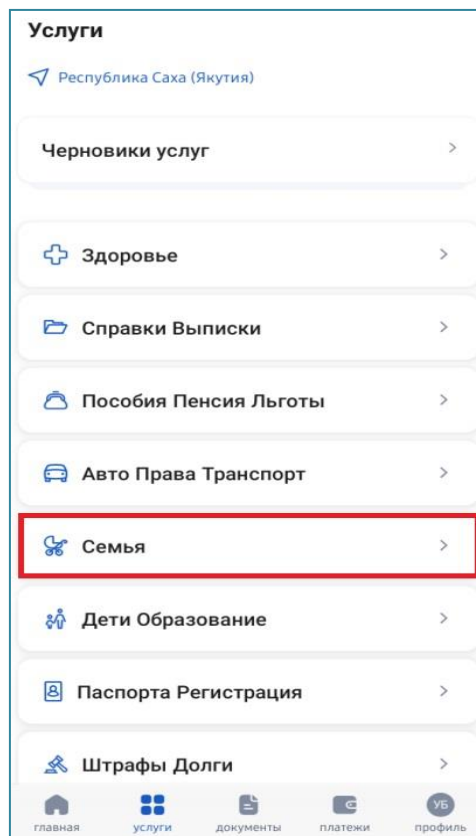 Услуги
Республика Саха (Якутия)
Черновики услуг
Здоровье
Справки Выписки
Пособия Пенсия Льготы
Авто Права Транспорт
Семья
Дети Образование
Паспорта Регистрация
Штрафы Долги
УБ
главная услуги документы платежи профиль